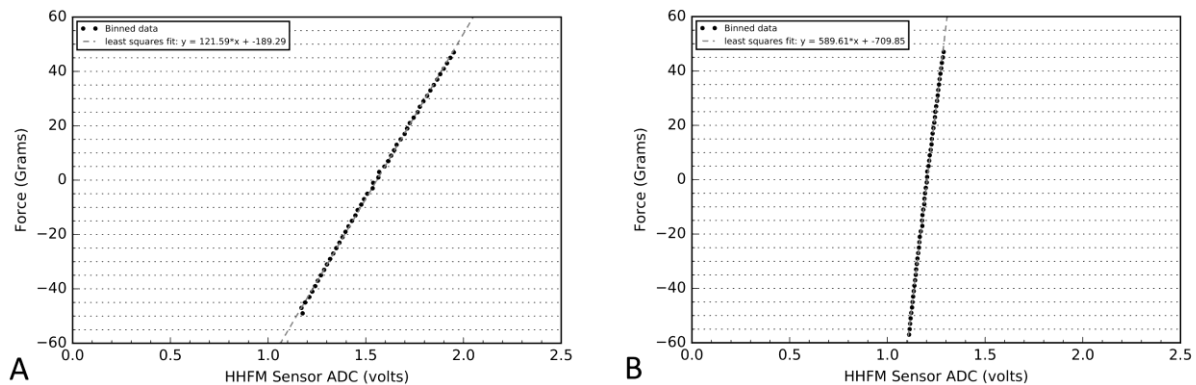 60
40
20
0
−20
−40
−60
0.0 0.5 1.0 1.5 2.0 2.5
Force (Grams)
HHFM Sensor ADC (volts)
Binned data
least squares fit: y = 121.59*x + -189.29
A
60
40
20
0
−20
−40
−60
0.0 0.5 1.0 1.5 2.0 2.5
Force (Grams)
HHFM Sensor ADC (volts)
Binned data
least squares fit: y = 589.61*x + -709.85
B